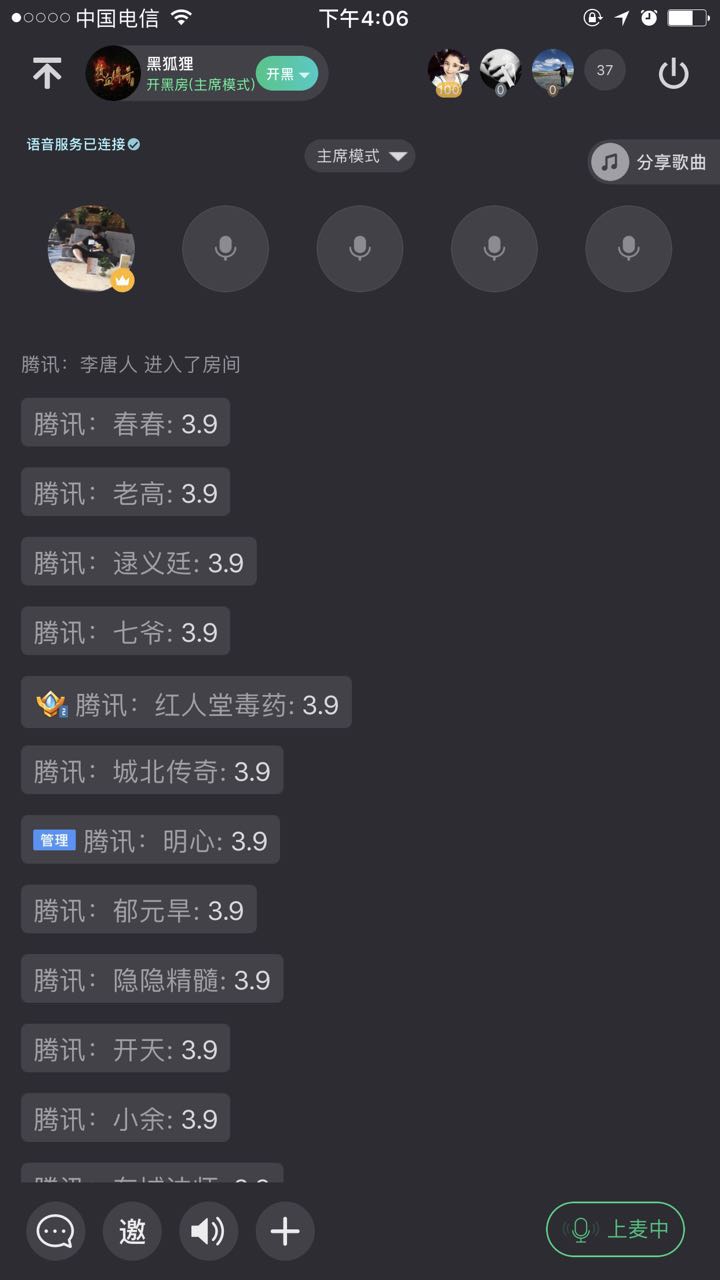 中国电信
下午4:06
黑狐狸
开黑房(主席模式)
开黑
100
0
0
37
语音服务已连接
主席模式
分享歌曲
腾讯：李唐人 进入了房间
腾讯：春春: 3.9
腾讯：老高: 3.9
腾讯：逯义廷: 3.9
腾讯：七爷: 3.9
2 腾讯：红人堂毒药: 3.9
腾讯：城北传奇: 3.9
管理 腾讯：明心: 3.9
腾讯：郁元旱: 3.9
腾讯：隐隐精髓: 3.9
腾讯：开天: 3.9
腾讯：小余: 3.9
邀
上麦中